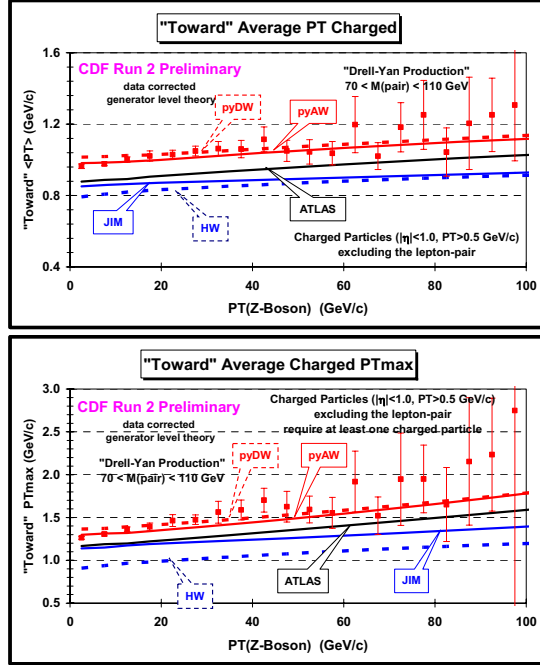 "Toward" Average PT Charged
1.6
CDF Run 2 Preliminary
data corrected
generator level theory
"Drell-Yan Production"
70 < M(pair) < 110 GeV
pyDW
pyAW
1.2
0.8
0.4
"Toward" <PT> (GeV/c)
JIM
HW
ATLAS
Charged Particles (|η|<1.0, PT>0.5 GeV/c)
excluding the lepton-pair
0 20 40 60 80 100
PT(Z-Boson) (GeV/c)
"Toward" Average Charged PTmax
3.0
CDF Run 2 Preliminary
data corrected
generator level theory
Charged Particles (|η|<1.0, PT>0.5 GeV/c)
excluding the lepton-pair
require at least one charged particle
2.5
"Drell-Yan Production"
70 < M(pair) < 110 GeV
pyDW
pyAW
2.0
1.5
1.0
0.5
"Toward" PTmax (GeV/c)
HW
ATLAS
JIM
0 20 40 60 80 100
PT(Z-Boson) (GeV/c)